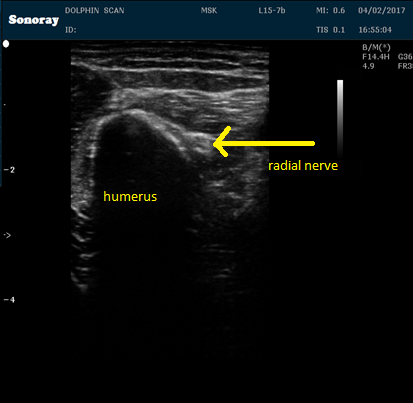 Sonoray DOLPHIN SCAN MSK L15-7b MI: 0.6 04/02/2017
ID: TIS 0.1 16:55:04
B/M(*)
F14.4H G36
4.9 FR3
-2
radial nerve
humerus
>
-4